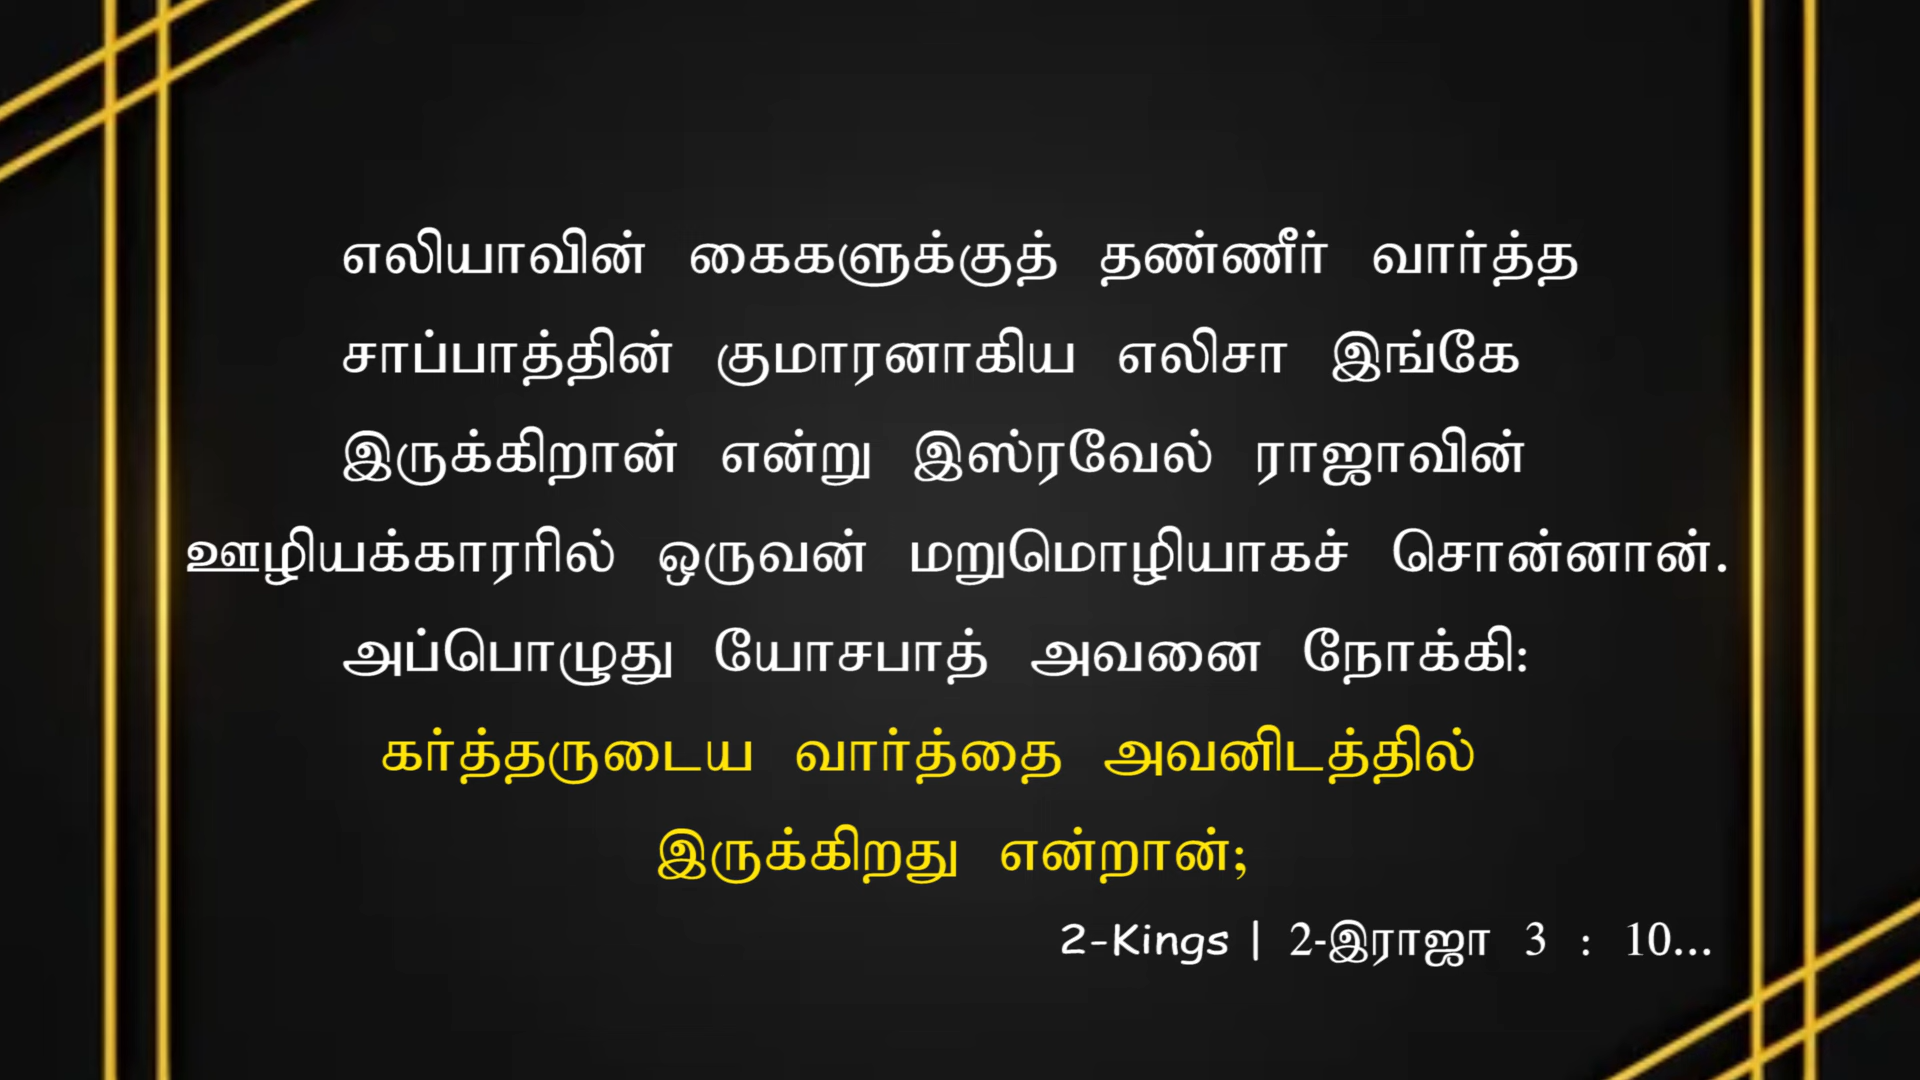 எலியாவின் கைகளுக்குத் தண்ணீர் வார்த்த
சாப்பாத்தின் குமாரனாகிய எலிசா இங்கே
இருக்கிறான் என்று இஸ்ரவேல் ராஜாவின்
ஊழியக்காரரில் ஒருவன் மறுமொழியாகச் சொன்னான்.
அப்பொழுது யோசபாத் அவனை நோக்கி:
கர்த்தருடைய வார்த்தை அவனிடத்தில்
இருக்கிறது என்றான்;
2-Kings | 2-இராஜா 3 : 10...